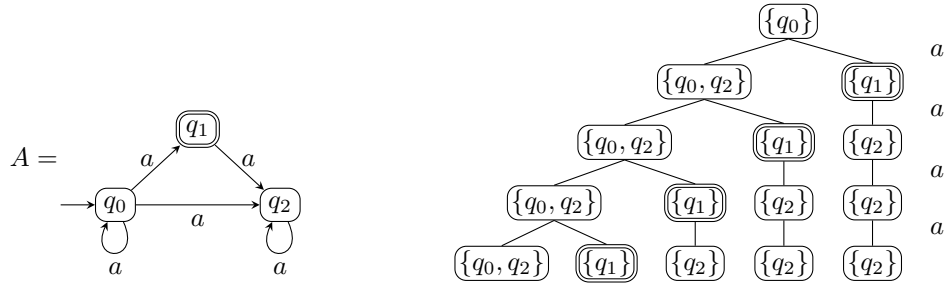 {q₀}
a
{q₀, q₂} {q₁}
a
q₁
{q₀, q₂} {q₁} {q₂}
A = a a
a
{q₀, q₂} {q₁} {q₂} {q₂}
q₀ a q₂
a
{q₀, q₂} {q₁} {q₂} {q₂} {q₂}
a a